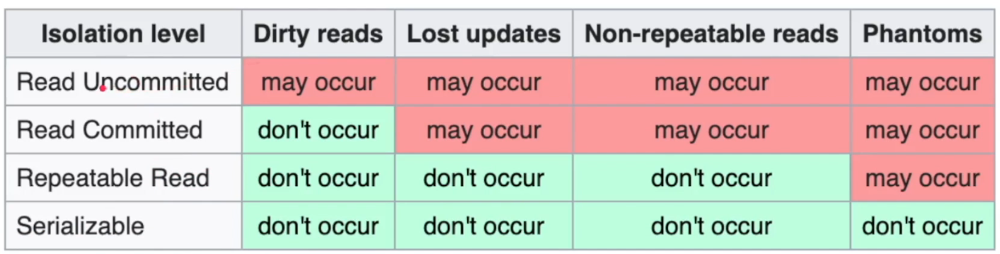 Isolation level Dirty reads Lost updates Non-repeatable reads Phantoms
Read Uncommitted may occur may occur may occur may occur
Read Committed don't occur may occur may occur may occur
Repeatable Read don't occur don't occur don't occur may occur
Serializable don't occur don't occur don't occur don't occur